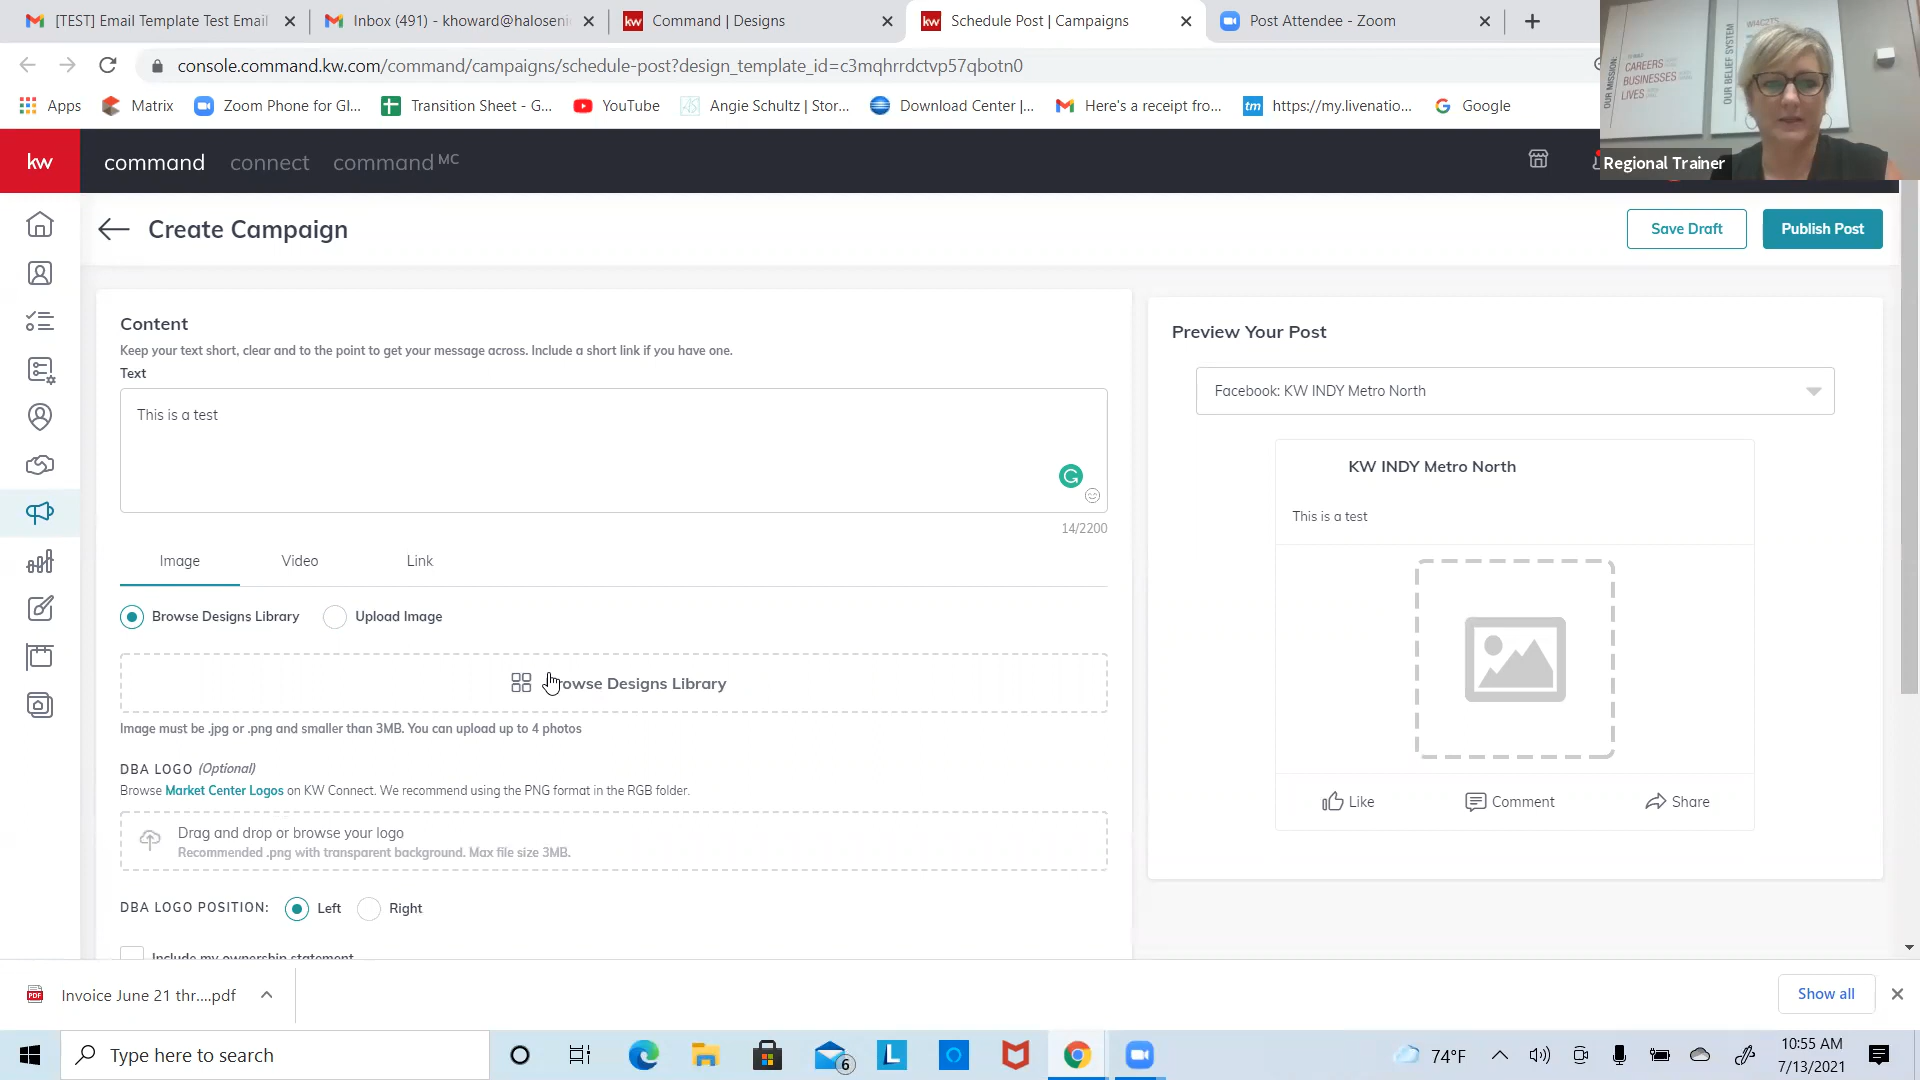 [TEST] Email Template Test Email
Inbox (491) - khoward@haloseni
Command | Designs
Schedule Post | Campaigns
Post Attendee - Zoom
console.command.kw.com/command/campaigns/schedule-post?design_template_id=c3mqhrrdctvp57qbotn0
Apps
Matrix
Zoom Phone for Gl...
Transition Sheet - G...
YouTube
Angie Schultz | Stor...
Download Center |...
Here's a receipt fro...
https://my.livenatio...
Google
OUR MISSION:
CAREERS
BUSINESSES
LIVES
OUR BELIEF SYSTEM
WI4C2TS
Regional Trainer
kw
command
connect
command MC
Create Campaign
Save Draft
Publish Post
Content
Keep your text short, clear and to the point to get your message across. Include a short link if you have one.
Text
This is a test
14/2200
Image
Video
Link
Browse Designs Library
Upload Image
owse Designs Library
Image must be .jpg or .png and smaller than 3MB. You can upload up to 4 photos
DBA LOGO (Optional)
Browse Market Center Logos on KW Connect. We recommend using the PNG format in the RGB folder.
Drag and drop or browse your logo
Recommended .png with transparent background. Max file size 3MB.
DBA LOGO POSITION:
Left
Right
Include my ownership statement
Preview Your Post
Facebook: KW INDY Metro North
KW INDY Metro North
This is a test
Like
Comment
Share
Invoice June 21 thr....pdf
Show all
Type here to search
6
74°F
10:55 AM
7/13/2021